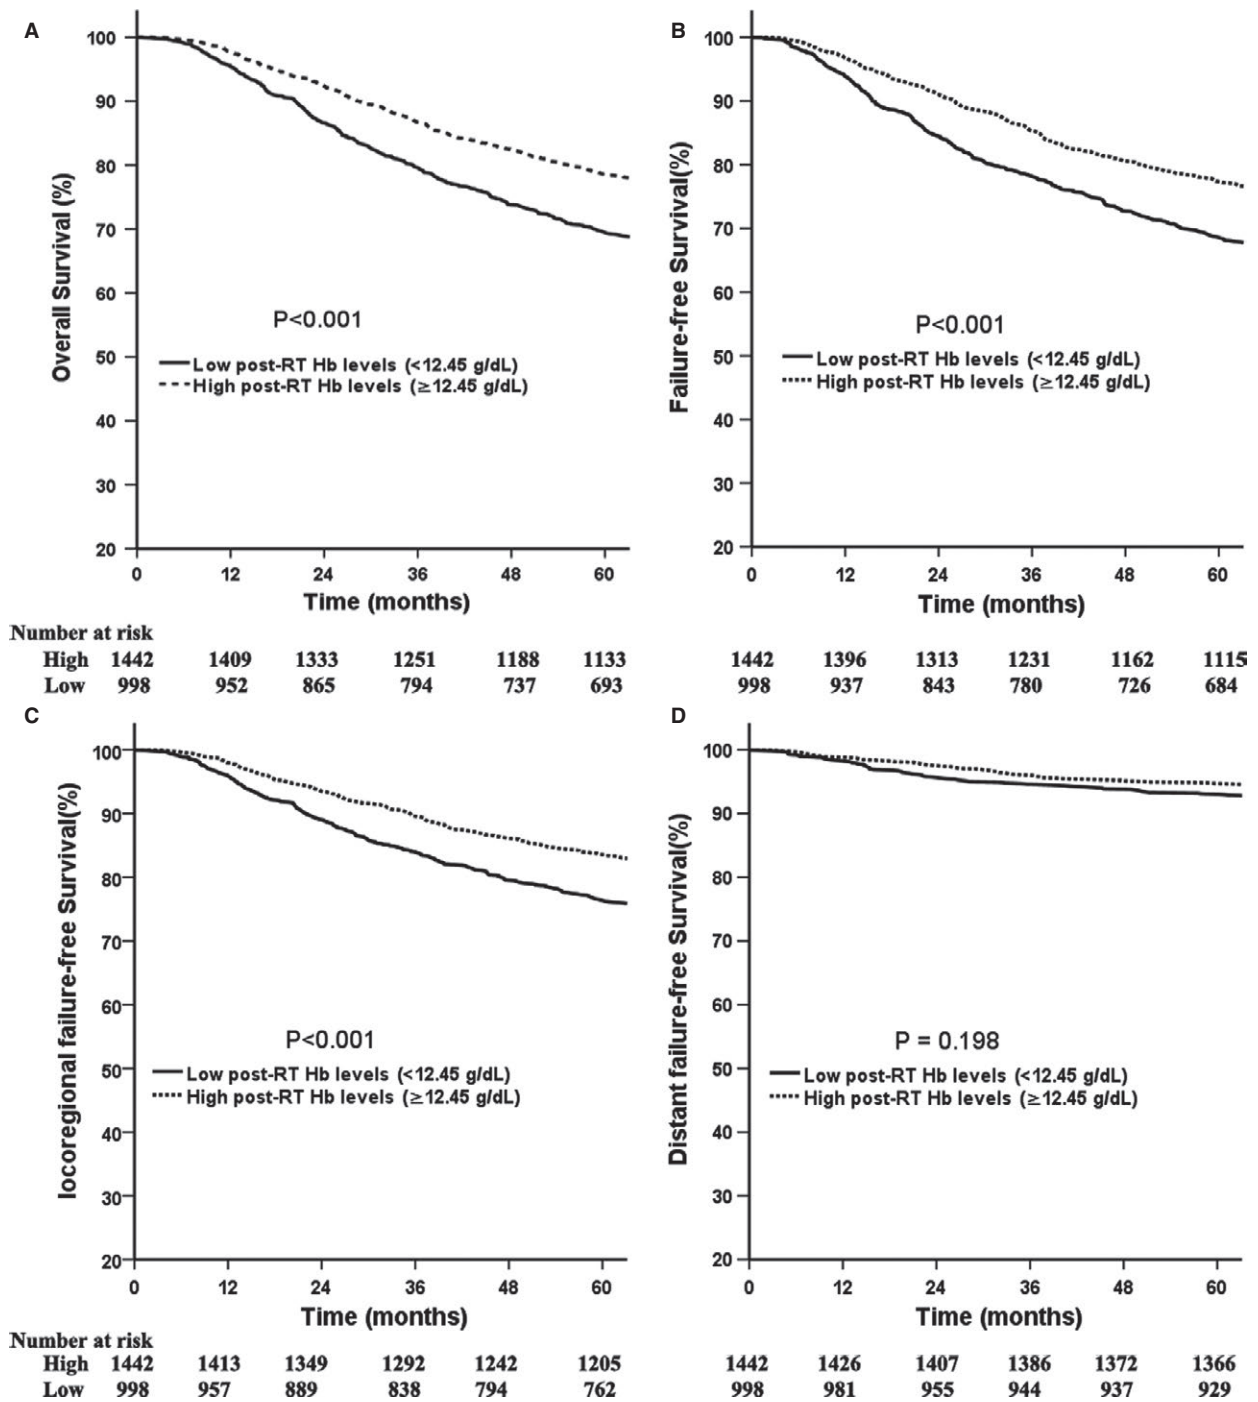 A
100
90
80
70
60
50
40
30
20
Overall Survival (%)
P<0.001
Low post-RT Hb levels (<12.45 g/dL)
High post-RT Hb levels (≥12.45 g/dL)
0 12 24 36 48 60
Time (months)
Number at risk
High 1442 1409 1333 1251 1188 1133
Low 998 952 865 794 737 693
B
100
90
80
70
60
50
40
30
20
Failure-free Survival(%)
P<0.001
Low post-RT Hb levels (<12.45 g/dL)
High post-RT Hb levels (≥12.45 g/dL)
0 12 24 36 48 60
Time (months)
1442 1396 1313 1231 1162 1115
998 937 843 780 726 684
C
100
90
80
70
60
50
40
30
20
locoregional failure-free Survival(%)
P<0.001
Low post-RT Hb levels (<12.45 g/dL)
High post-RT Hb levels (≥12.45 g/dL)
0 12 24 36 48 60
Time (months)
Number at risk
High 1442 1413 1349 1292 1242 1205
Low 998 957 889 838 794 762
D
100
90
80
70
60
50
40
30
20
Distant failure-free Survival(%)
P = 0.198
Low post-RT Hb levels (<12.45 g/dL)
High post-RT Hb levels (≥12.45 g/dL)
0 12 24 36 48 60
Time (months)
1442 1426 1407 1386 1372 1366
998 981 955 944 937 929